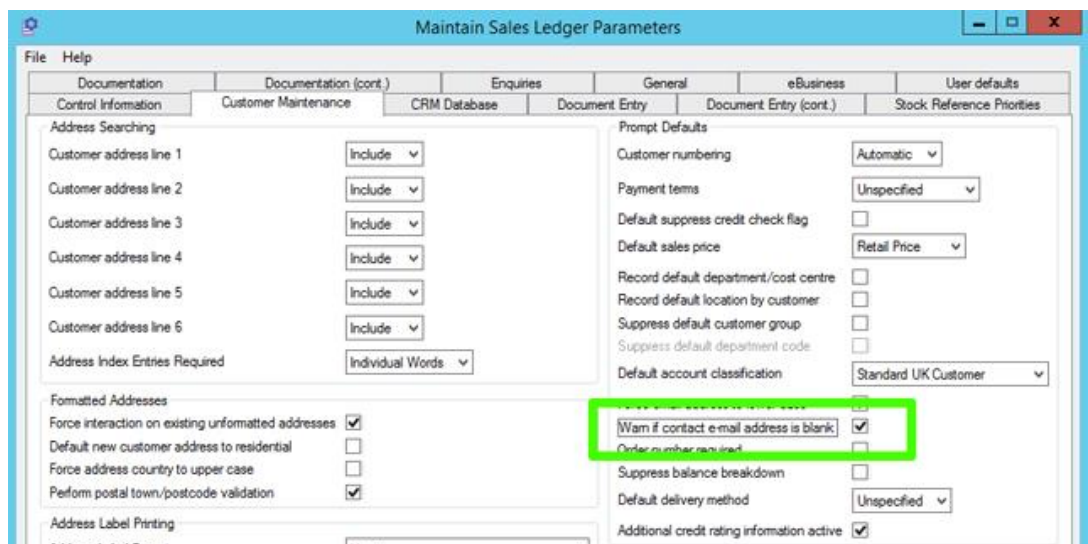 Maintain Sales Ledger Parameters
File Help
Documentation Documentation (cont.) Enquiries General eBusiness User defaults
Control Information Customer Maintenance CRM Database Document Entry Document Entry (cont.) Stock Reference Priorities
Address Searching
Customer address line 1 Include
Customer address line 2 Include
Customer address line 3 Include
Customer address line 4 Include
Customer address line 5 Include
Customer address line 6 Include
Address Index Entries Required Individual Words
Formatted Addresses
Force interaction on existing unformatted addresses
Default new customer address to residential
Force address country to upper case
Perform postal town/postcode validation
Address Label Printing
Prompt Defaults
Customer numbering Automatic
Payment terms Unspecified
Default suppress credit check flag
Default sales price Retail Price
Record default department/cost centre
Record default location by customer
Suppress default customer group
Suppress default department code
Default account classification Standard UK Customer
Warn if contact e-mail address is blank
Order number required
Suppress balance breakdown
Default delivery method Unspecified
Additional credit rating information active